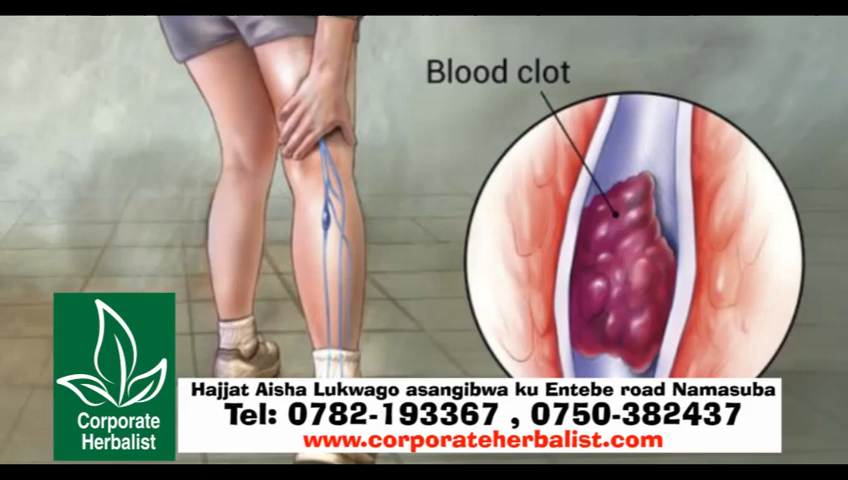 Blood clot
Corporate
Herbalist
Hajjat Aisha Lukwago asangibwa ku Entebe road Namasuba
Tel: 0782-193367 , 0750-382437
www.corporateherbalist.com